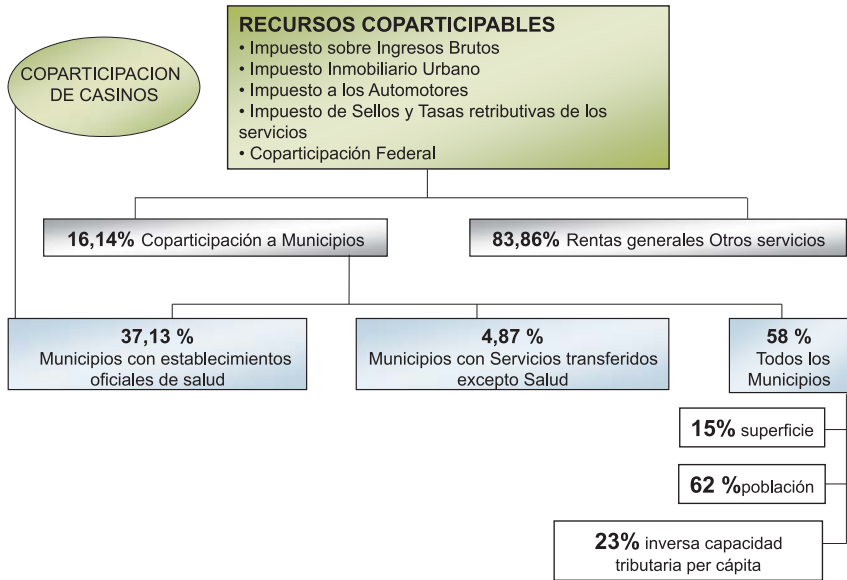 COPARTICIPACION
DE CASINOS
RECURSOS COPARTICIPABLES
• Impuesto sobre Ingresos Brutos
• Impuesto Inmobiliario Urbano
• Impuesto a los Automotores
• Impuesto de Sellos y Tasas retributivas de los
servicios
• Coparticipación Federal
16,14% Coparticipación a Municipios
83,86% Rentas generales Otros servicios
37,13 %
Municipios con establecimientos
oficiales de salud
4,87 %
Municipios con Servicios transferidos
excepto Salud
58 %
Todos los
Municipios
15% superficie
62 %población
23% inversa capacidad
tributaria per cápita